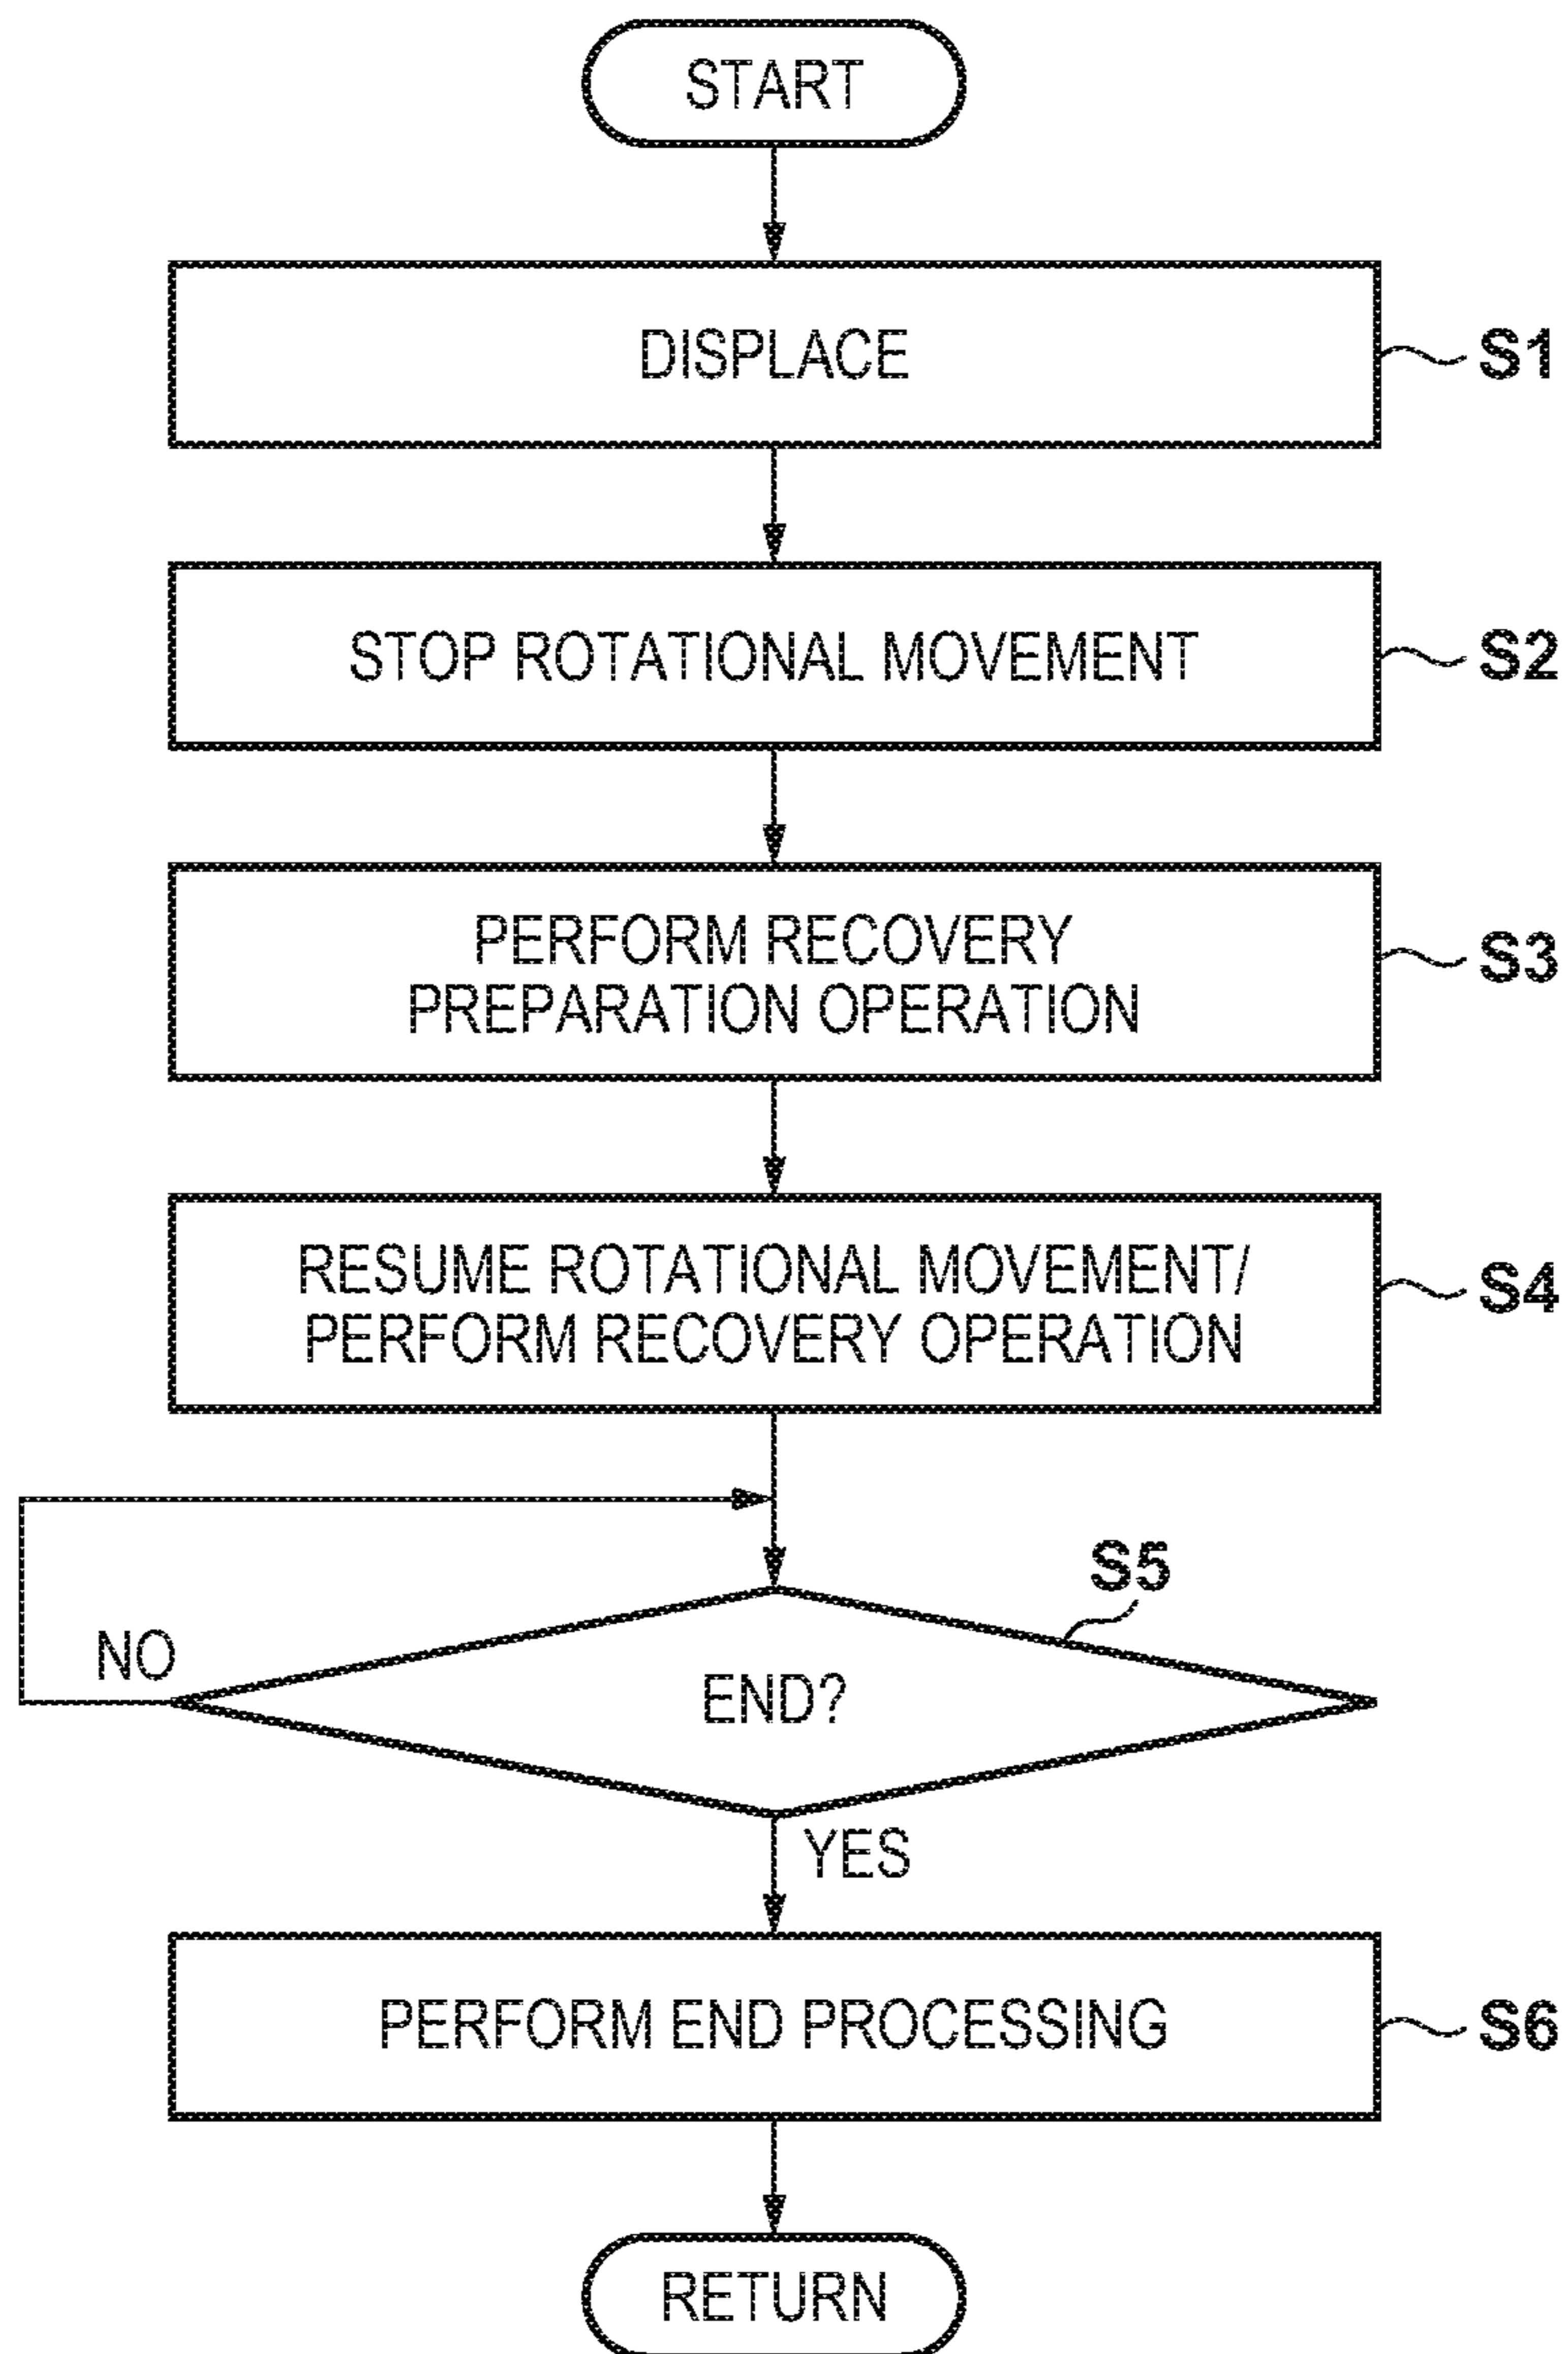 START
DISPLACE
S1
STOP ROTATIONAL MOVEMENT
S2
PERFORM RECOVERY
PREPARATION OPERATION
S3
RESUME ROTATIONAL MOVEMENT/
PERFORM RECOVERY OPERATION
S4
S5
NO
END?
YES
PERFORM END PROCESSING
S6
RETURN